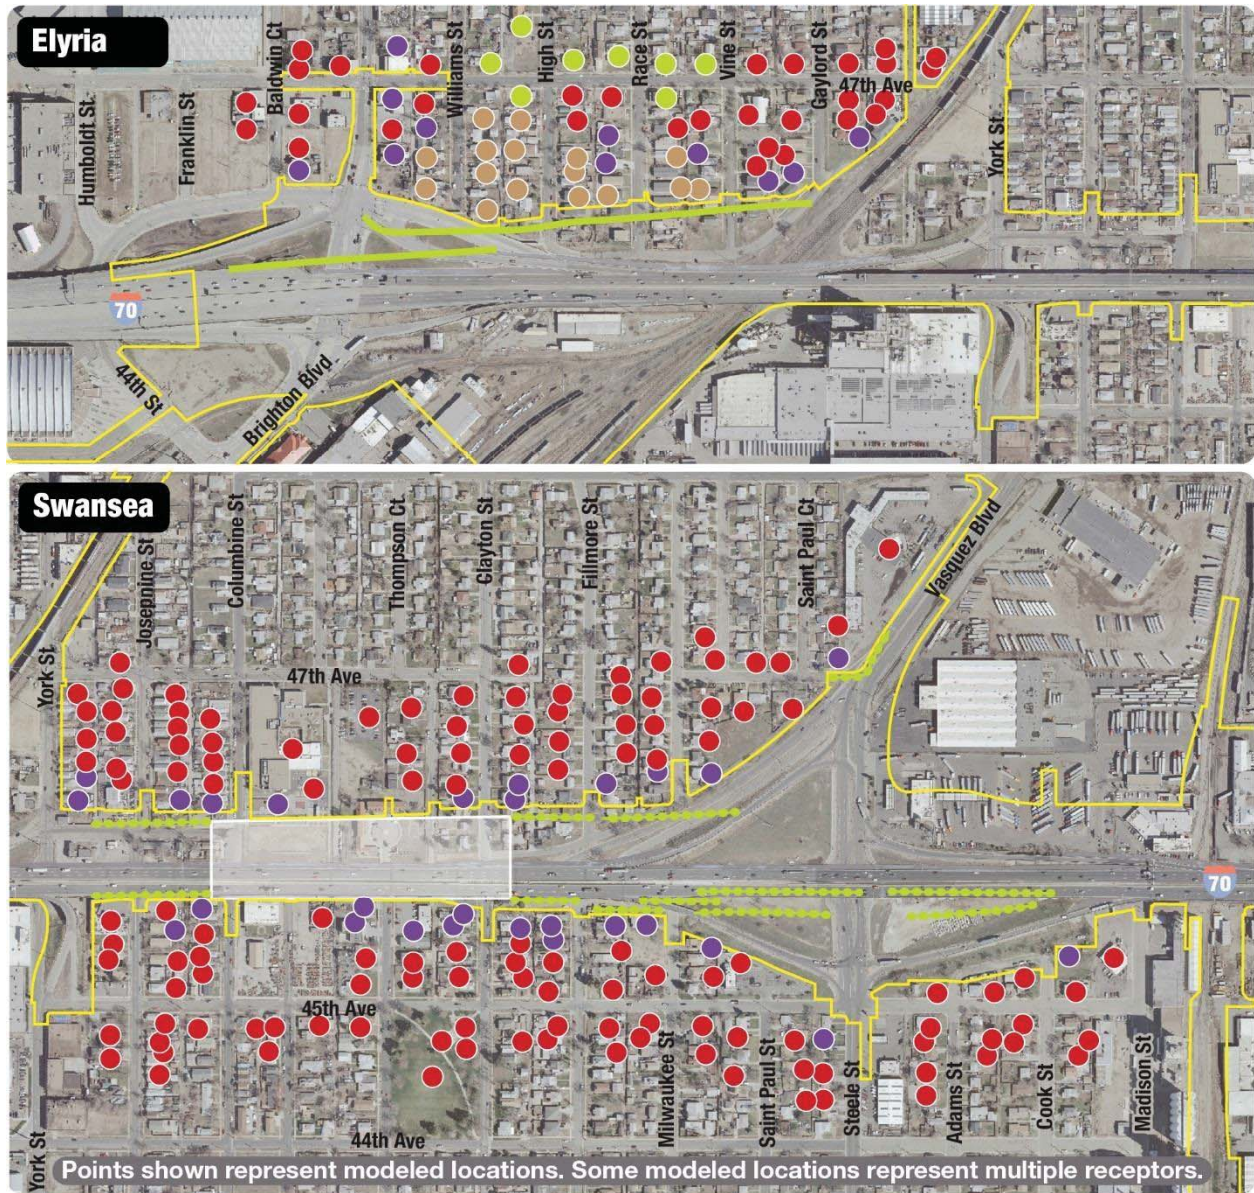 Elyria
Humboldt St
Franklin St
Baldwin Ct
Williams St
High St
Race St
Vine St
Gaylord St
47th Ave
York St
70
44th St
Brighton Blvd
Swansea
York St
Josephine St
Columbine St
Thompson Ct
Clayton St
Fillmore St
Saint Paul Ct
Vasquez Blvd
47th Ave
70
45th Ave
44th Ave
York St
Milwaukee St
Saint Paul St
Steele St
Adams St
Cook St
Madison St
Points shown represent modeled locations. Some modeled locations represent multiple receptors.